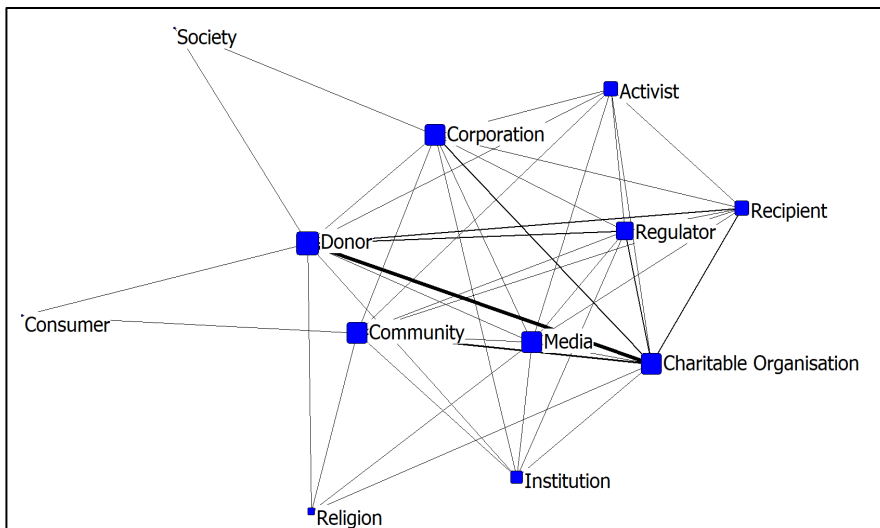 Society
Activist
Corporation
Recipient
Regulator
Donor
Consumer
Community
Media
Charitable Organisation
Institution
Religion